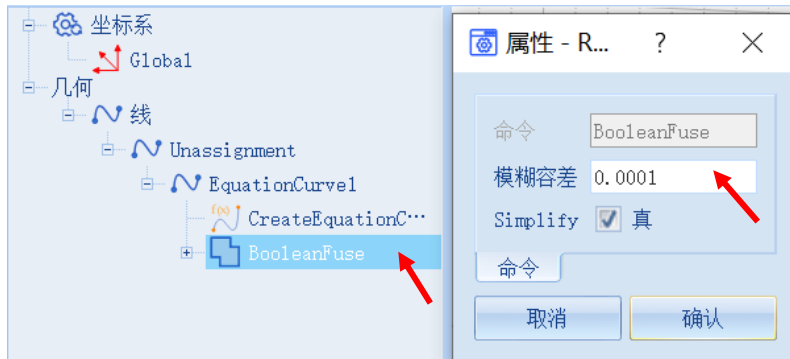 坐标系
Global
几何
线
Unassignment
EquationCurve1
f(x) CreateEquationC⋯
BooleanFuse
属性 - R... ?
命令 BooleanFuse
模糊容差 0.0001
Simplify 真
命令
取消 确认